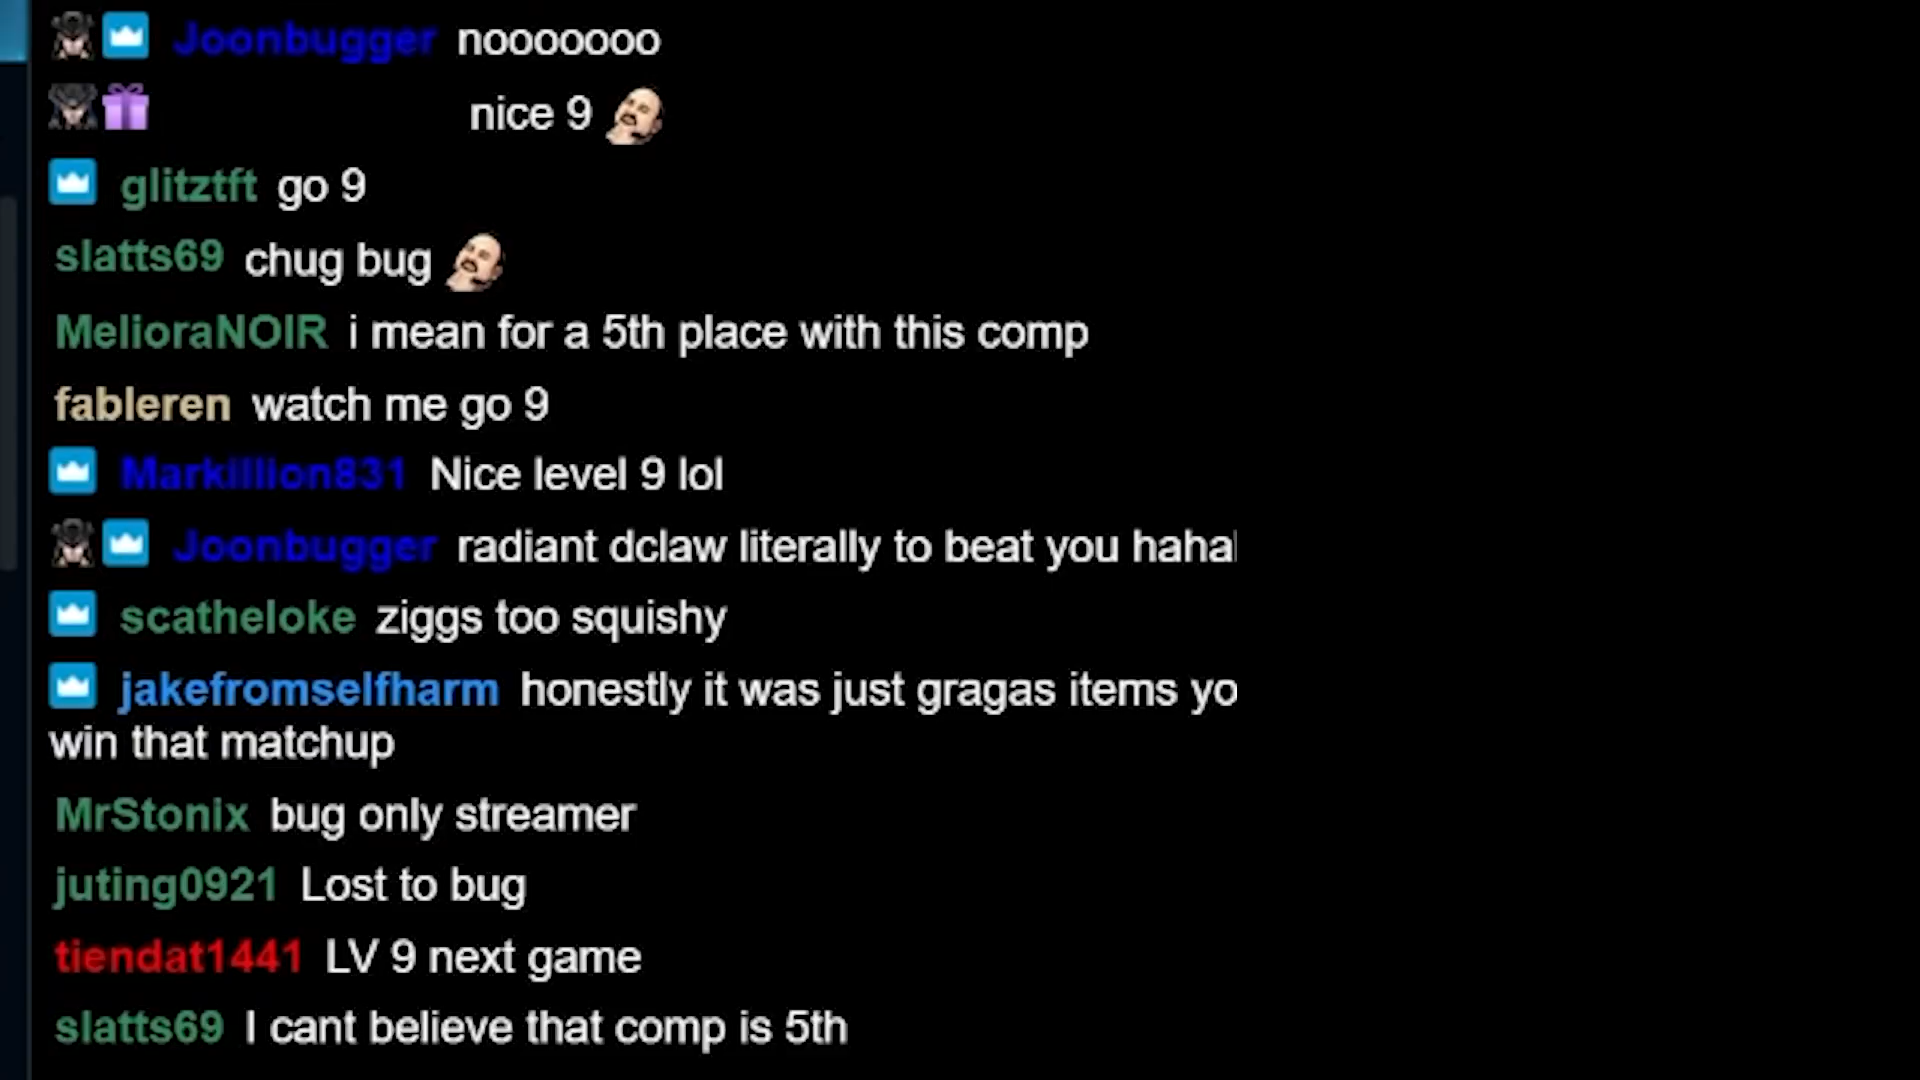 Joonbugger nooooooo
nice 9
glitztft go 9
slatts69 chug bug
MelioraNOIR i mean for a 5th place with this comp
fableren watch me go 9
Markillion831 Nice level 9 lol
Joonbugger radiant dclaw literally to beat you haha
scatheloke ziggs too squishy
jakefromselfharm honestly it was just gragas items yo
win that matchup
MrStonix bug only streamer
juting0921 Lost to bug
tiendat1441 LV 9 next game
slatts69 I cant believe that comp is 5th